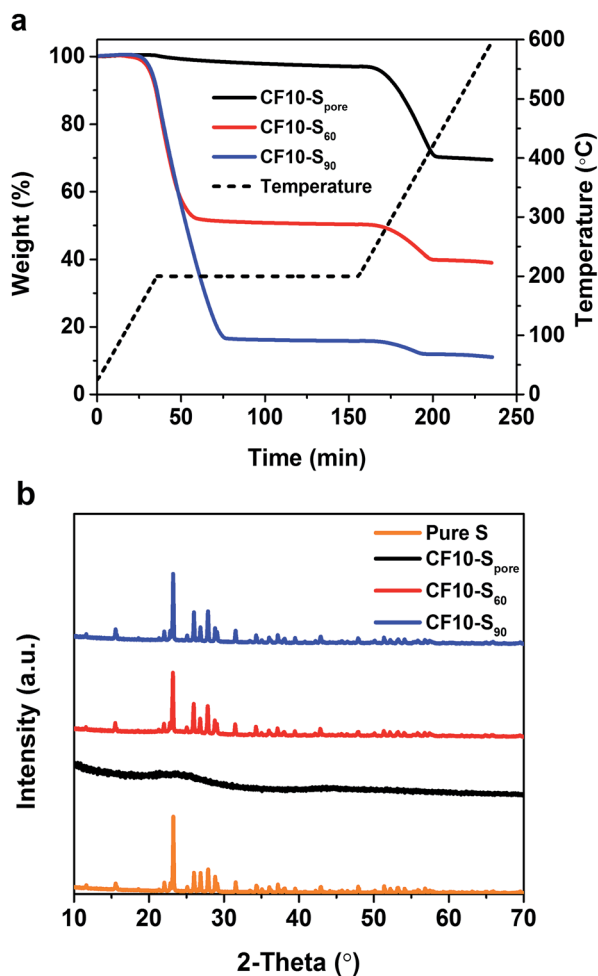 a
100
80
60
40
20
0
Weight (%)
600
500
400
300
200
100
0
Temperature (°C)
CF10-Spore
CF10-S60
CF10-S90
Temperature
0 50 100 150 200 250
Time (min)
b
Pure S
CF10-Spore
CF10-S60
CF10-S90
Intensity (a.u.)
10 20 30 40 50 60 70
2-Theta (°)